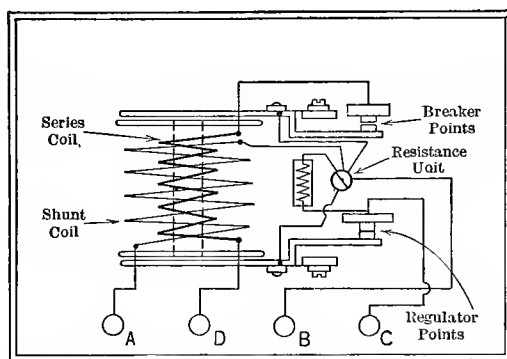 Series
Coil,
Breaker
Points
Resistance
Unit
Shunt
Coil
A
D
B
C
Regulator
Points